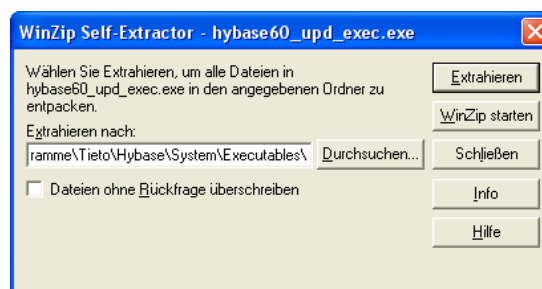 WinZip Self-Extractor - hybase60_upd_exec.exe
Wählen Sie Extrahieren, um alle Dateien in
hybase60_upd_exec.exe in den angegebenen Ordner zu
entpacken.
Extrahieren nach:
ramme\Tieto\Hybase\System\Executables\
Durchsuchen...
Dateien ohne Rückfrage überschreiben
Extrahieren
WinZip starten
Schließen
Info
Hilfe